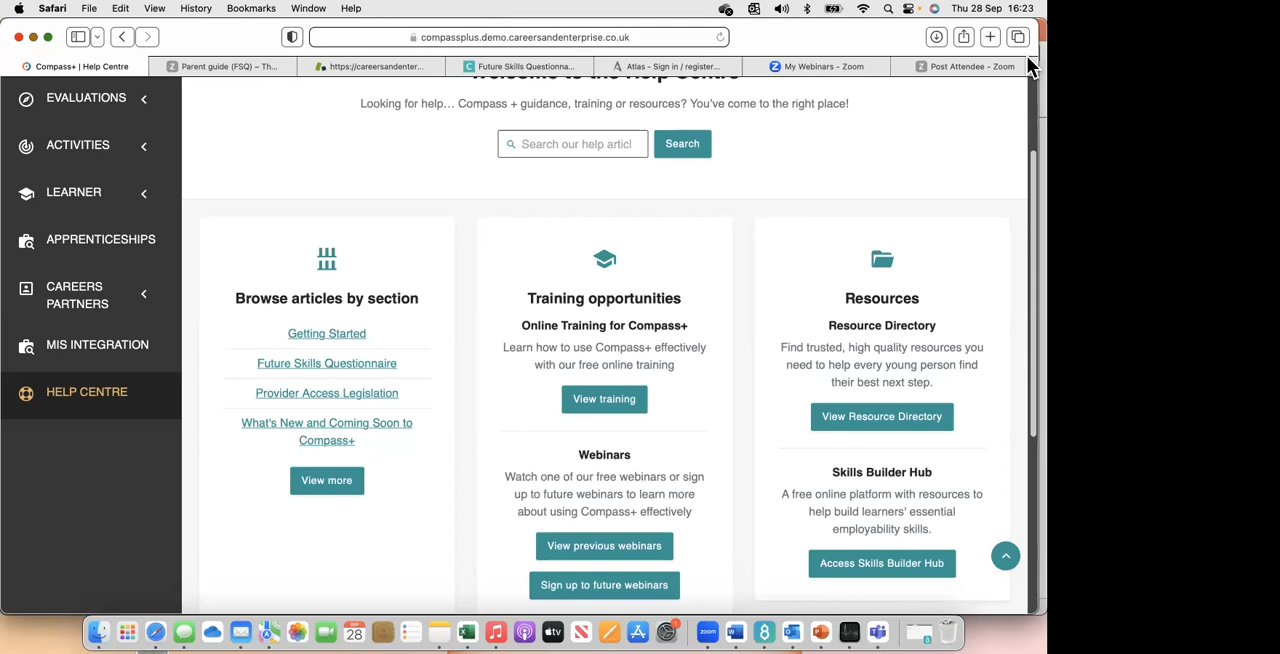 Safari File Edit View History Bookmarks Window Help Thu 28 Sep 16:23
compassplus.demo.careersandenterprise.co.uk
Compass+ | Help Centre
Parent guide (FSQ) – Th...
https://careersandenter...
Future Skills Questionna...
Atlas - Sign in / register...
My Webinars - Zoom
Post Attendee - Zoom
EVALUATIONS
ACTIVITIES
LEARNER
APPRENTICESHIPS
CAREERS
PARTNERS
MIS INTEGRATION
HELP CENTRE
Welcome to the Help Centre
Looking for help… Compass + guidance, training or resources? You've come to the right place!
Search our help articl Search
Browse articles by section
Getting Started
Future Skills Questionnaire
Provider Access Legislation
What's New and Coming Soon to
Compass+
View more
Training opportunities
Online Training for Compass+
Learn how to use Compass+ effectively
with our free online training
View training
Webinars
Watch one of our free webinars or sign
up to future webinars to learn more
about using Compass+ effectively
View previous webinars
Sign up to future webinars
Resources
Resource Directory
Find trusted, high quality resources you
need to help every young person find
their best next step.
View Resource Directory
Skills Builder Hub
A free online platform with resources to
help build learners' essential
employability skills.
Access Skills Builder Hub
SEP
28
tv
zoom